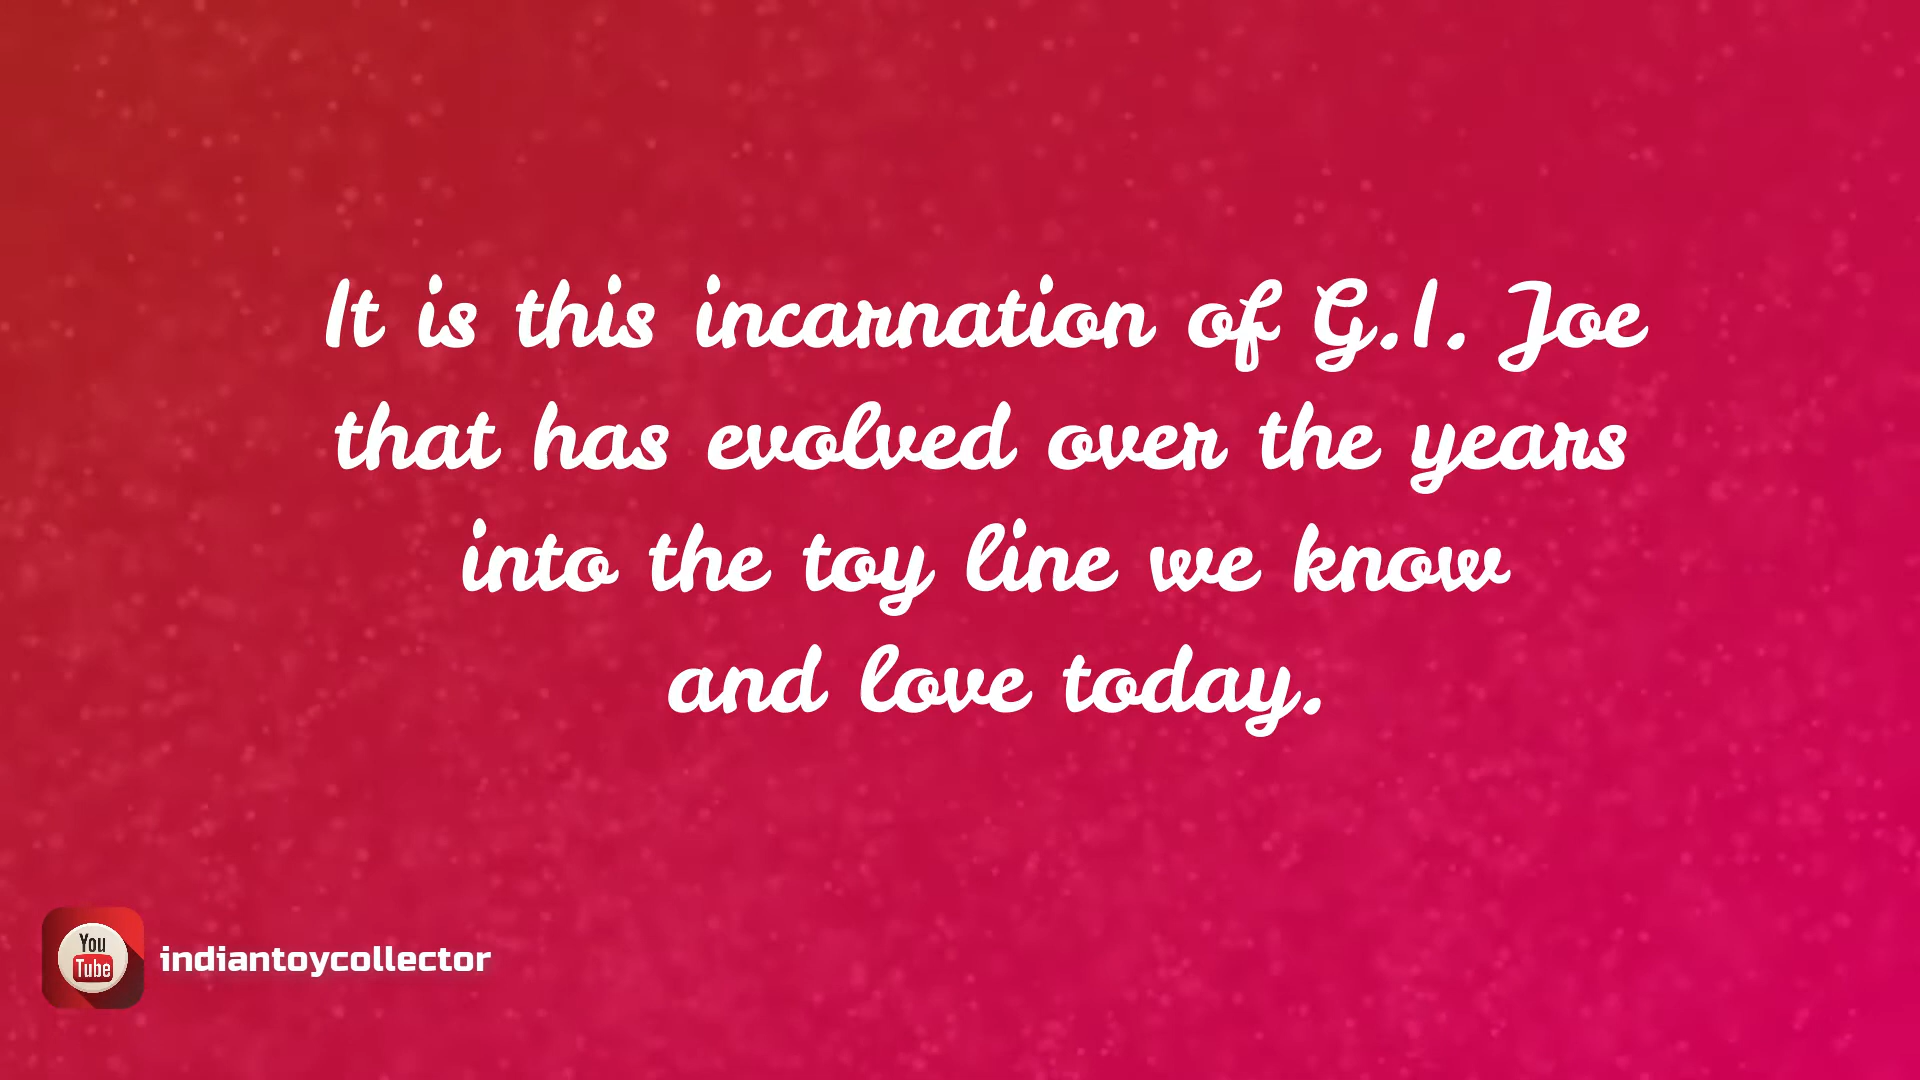 It is this incarnation of G.I. Joe
that has evolved over the years
into the toy line we know
and love today.
You
Tube
indiantoycollector